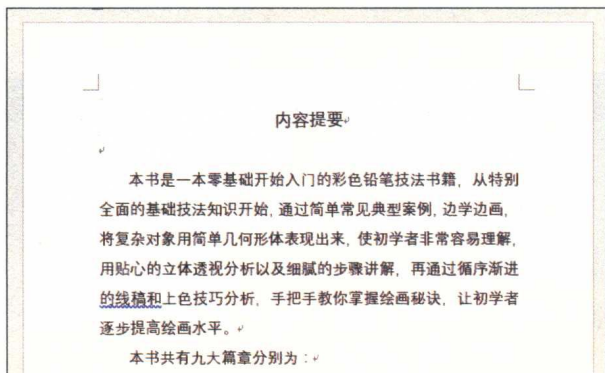 内容提要
本书是一本零基础开始入门的彩色铅笔技法书�，从特别
全面的基础技法知识开始，通过简单常见典型案例，边学边画，
将复杂对象用简单几何形体表现出来，使初学者非常容易理解，
用贴心的立体透视分析以及细腻的步骤讲解，再通过循序渐进
的线稿和上色技巧分析，手把手教你掌握绘画秘诀，让初学者
逐步提高绘画水平。
本书共有九大篇章分别为：